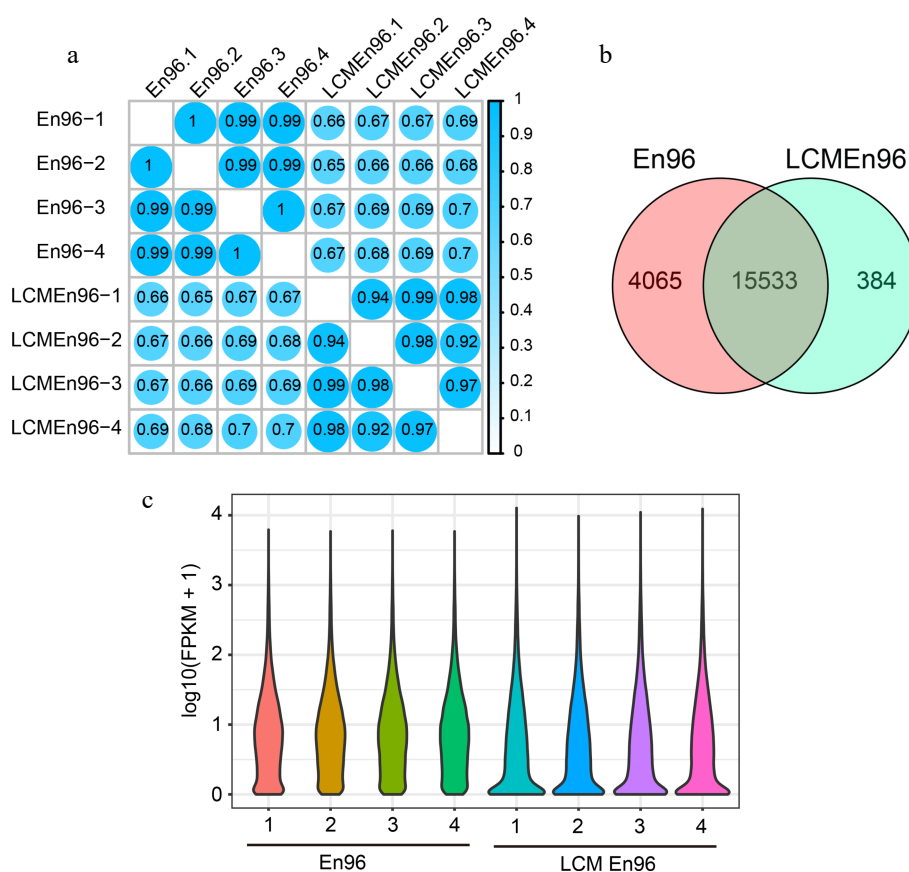 a
En96.1 En96.2 En96.3 En96.4 LCMEn96.1 LCMEn96.2 LCMEn96.3 LCMEn96.4
En96−1 1 0.99 0.99 0.66 0.67 0.67 0.69
En96−2 1 0.99 0.99 0.65 0.66 0.66 0.68
En96−3 0.99 0.99 1 0.67 0.69 0.69 0.7
En96−4 0.99 0.99 1 0.67 0.68 0.69 0.7
LCMEn96−1 0.66 0.65 0.67 0.67 0.94 0.99 0.98
LCMEn96−2 0.67 0.66 0.69 0.68 0.94 0.98 0.92
LCMEn96−3 0.67 0.66 0.69 0.69 0.99 0.98 0.97
LCMEn96−4 0.69 0.68 0.7 0.7 0.98 0.92 0.97
1
0.9
0.8
0.7
0.6
0.5
0.4
0.3
0.2
0.1
0
b
En96 LCMEn96
4065 15533 384
c
log10(FPKM + 1)
4
3
2
1
0
1 2 3 4 1 2 3 4
En96 LCM En96